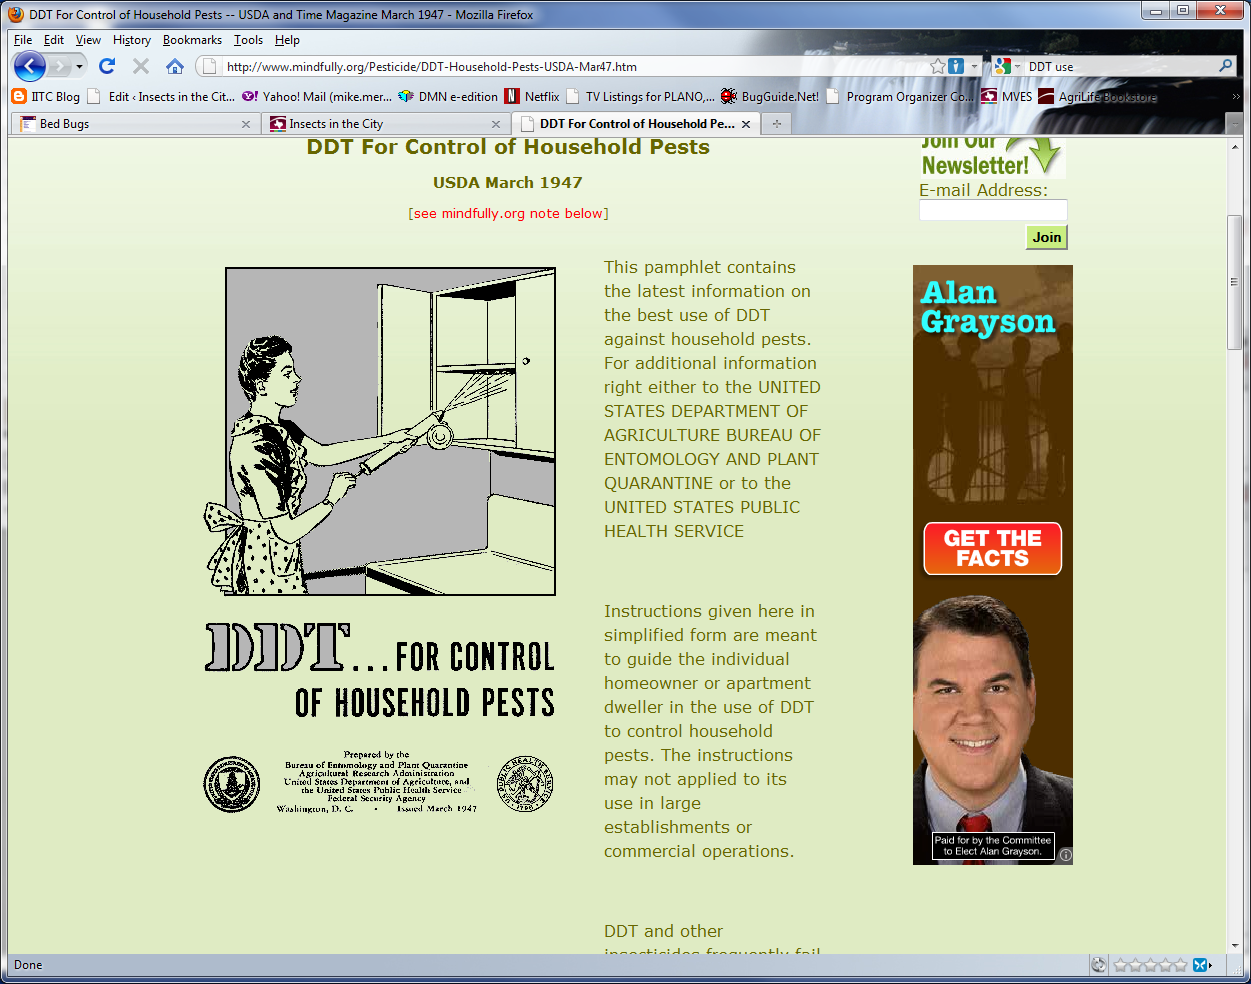 DDT For Control of Household Pests -- USDA and Time Magazine March 1947 - Mozilla Firefox
File Edit View History Bookmarks Tools Help
http://www.mindfully.org/Pesticide/DDT-Household-Pests-USDA-Mar47.htm
DDT use
IITC Blog Edit ‹ Insects in the Cit... Yahoo! Mail (mike.mer... DMN e-edition Netflix TV Listings for PLANO,... BugGuide.Net! Program Organizer Co... MVES AgriLife Bookstore
Bed Bugs Insects in the City DDT For Control of Household Pe...
DDT For Control of Household Pests
USDA March 1947
[see mindfully.org note below]
This pamphlet contains
the latest information on
the best use of DDT
against household pests.
For additional information
right either to the UNITED
STATES DEPARTMENT OF
AGRICULTURE BUREAU OF
ENTOMOLOGY AND PLANT
QUARANTINE or to the
UNITED STATES PUBLIC
HEALTH SERVICE
Instructions given here in
simplified form are meant
to guide the individual
homeowner or apartment
dweller in the use of DDT
to control household
pests. The instructions
may not applied to its
use in large
establishments or
commercial operations.
DDT and other
insecticides frequently fail
DDT...FOR CONTROL
OF HOUSEHOLD PESTS
Prepared by the
Bureau of Entomology and Plant Quarantine
Agricultural Research Administration
United States Department of Agriculture, and
the United States Public Health Service
Federal Security Agency
Washington, D. C. • Issued March 1947
Join Our
Newsletter!
E-mail Address:
Join
Alan
Grayson
GET THE
FACTS
Paid for by the Committee
to Elect Alan Grayson.
Done